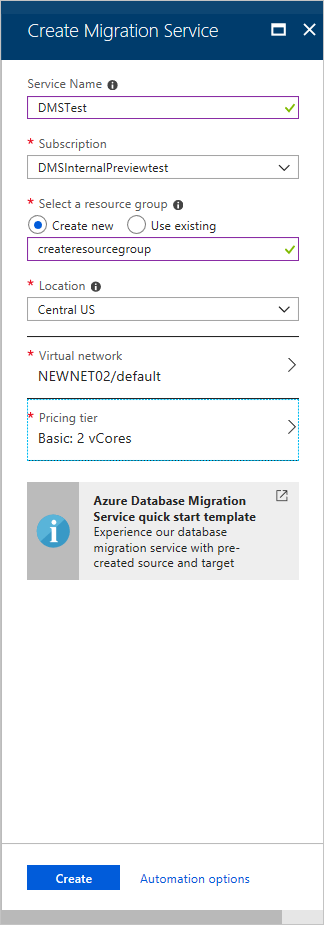 Create Migration Service
Service Name
DMSTest
* Subscription
DMSInternalPreviewtest
* Select a resource group
Create new Use existing
createresourcegroup
* Location
Central US
* Virtual network
NEWNET02/default
* Pricing tier
Basic: 2 vCores
Azure Database Migration
Service quick start template
Experience our database
migration service with pre-
created source and target
Create Automation options